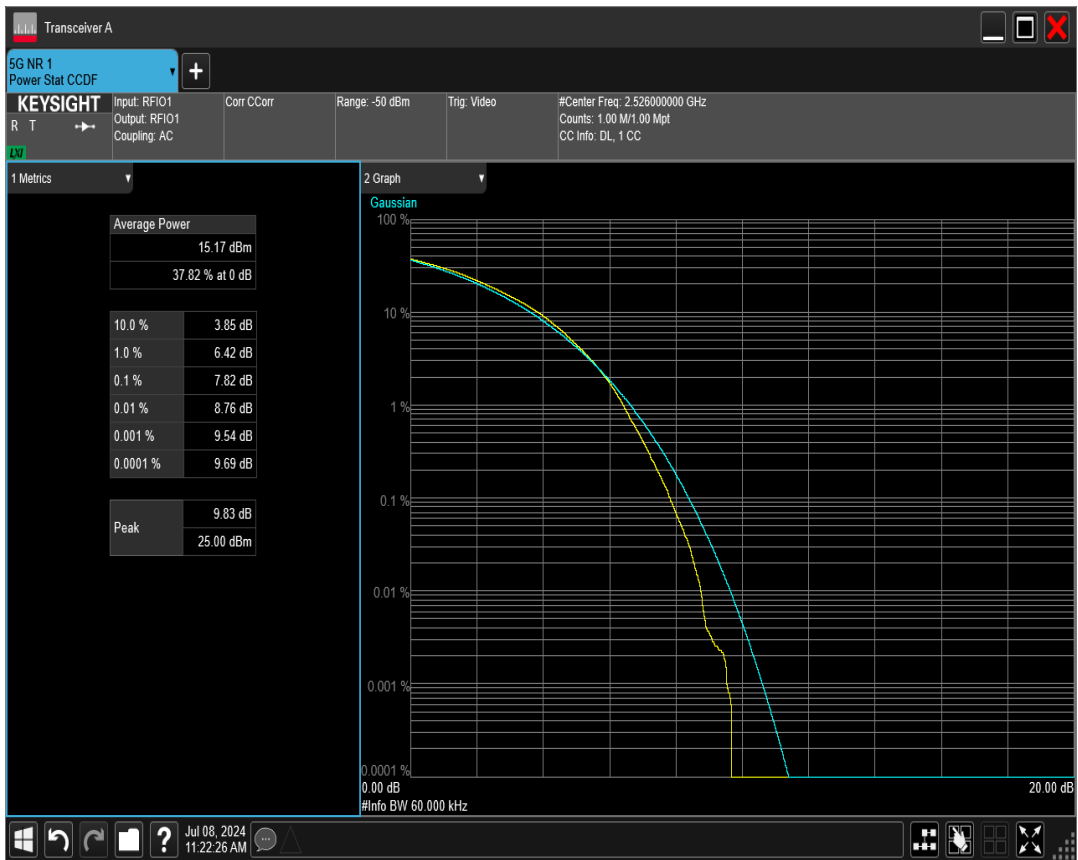 Transceiver A
5G NR 1
Power Stat CCDF
+
KEYSIGHT
R T
LXI
Input: RFIO1
Output: RFIO1
Coupling: AC
Corr CCorr
Range: -50 dBm
Trig: Video
#Center Freq: 2.526000000 GHz
Counts: 1.00 M/1.00 Mpt
CC Info: DL, 1 CC
1 Metrics
Average Power
15.17 dBm
37.82 % at 0 dB
10.0 % 3.85 dB
1.0 % 6.42 dB
0.1 % 7.82 dB
0.01 % 8.76 dB
0.001 % 9.54 dB
0.0001 % 9.69 dB
Peak
9.83 dB
25.00 dBm
2 Graph
Gaussian
100 %
10 %
1 %
0.1 %
0.01 %
0.001 %
0.0001 %
0.00 dB 20.00 dB
#Info BW 60.000 kHz
?
Jul 08, 2024
11:22:26 AM